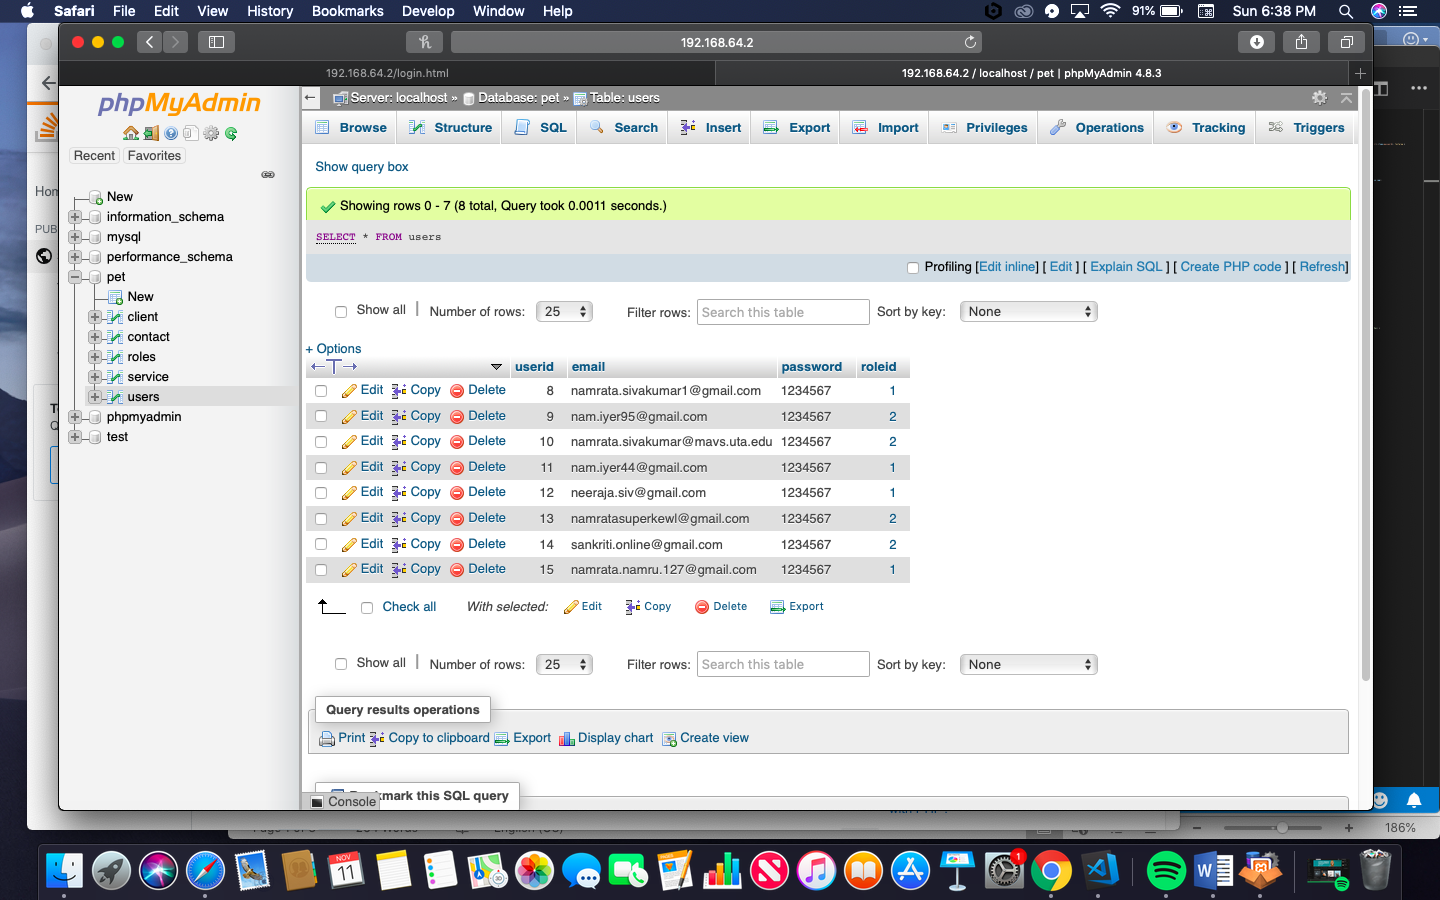 Safari File Edit View History Bookmarks Develop Window Help 91% Sun 6:38 PM
192.168.64.2
192.168.64.2/login.html
192.168.64.2 / localhost / pet | phpMyAdmin 4.8.3
phpMyAdmin
Recent Favorites
New
information_schema
mysql
performance_schema
pet
New
client
contact
roles
service
users
phpmyadmin
test
Server: localhost » Database: pet » Table: users
Browse Structure SQL Search Insert Export Import Privileges Operations Tracking Triggers
Show query box
Showing rows 0 - 7 (8 total, Query took 0.0011 seconds.)
SELECT * FROM users
Profiling [Edit inline] [ Edit ] [ Explain SQL ] [ Create PHP code ] [ Refresh]
Show all | Number of rows: 25 Filter rows: Search this table Sort by key: None
+ Options
←T→ userid email password roleid
Edit Copy Delete 8 namrata.sivakumar1@gmail.com 1234567 1
Edit Copy Delete 9 nam.iyer95@gmail.com 1234567 2
Edit Copy Delete 10 namrata.sivakumar@mavs.uta.edu 1234567 2
Edit Copy Delete 11 nam.iyer44@gmail.com 1234567 1
Edit Copy Delete 12 neeraja.siv@gmail.com 1234567 1
Edit Copy Delete 13 namratasuperkewl@gmail.com 1234567 2
Edit Copy Delete 14 sankriti.online@gmail.com 1234567 2
Edit Copy Delete 15 namrata.namru.127@gmail.com 1234567 1
Check all With selected: Edit Copy Delete Export
Show all | Number of rows: 25 Filter rows: Search this table Sort by key: None
Query results operations
Print Copy to clipboard Export Display chart Create view
mark this SQL query
Console
186%
NOV
11
1